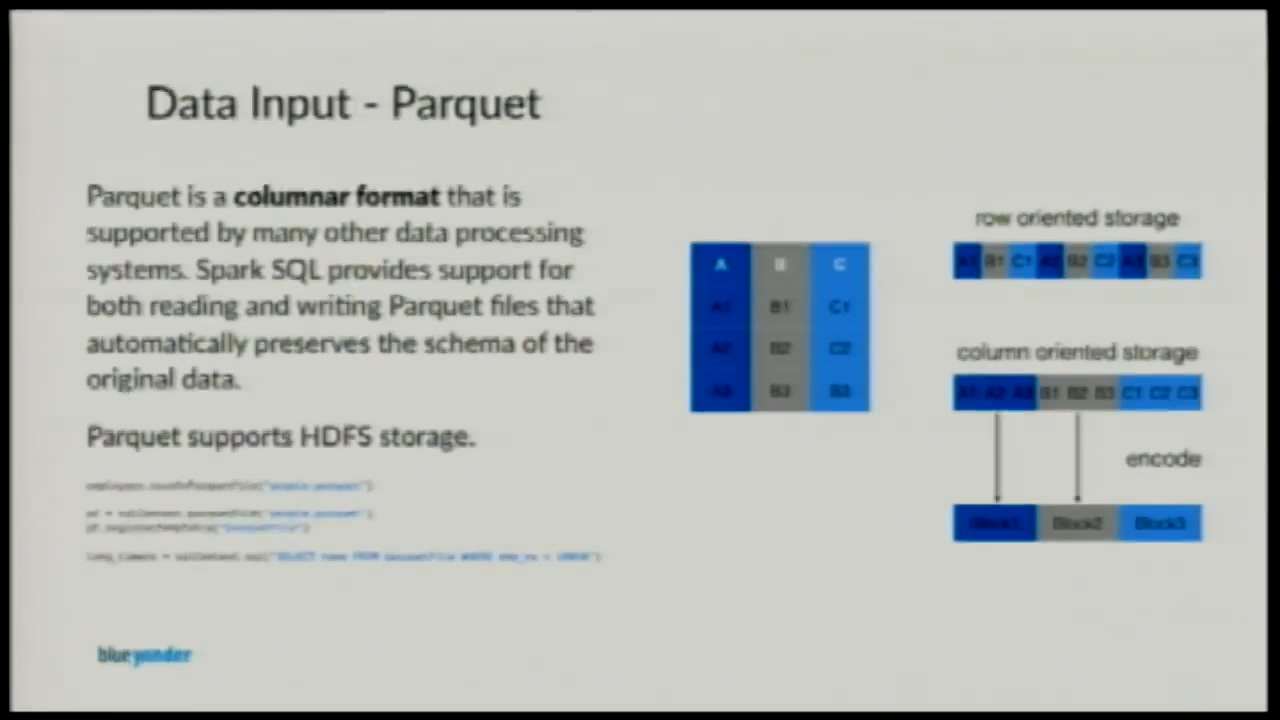 Data Input - Parquet
Parquet is a columnar format that is
supported by many other data processing
systems. Spark SQL provides support for
both reading and writing Parquet files that
automatically preserves the schema of the
original data.
Parquet supports HDFS storage.
A B C
A1 B1 C1
A2 B2 C2
A3 B3 B3
row oriented storage
A1 B1 C1 A2 B2 C2 A3 B3 C3
column oriented storage
A1 A2 A3 B1 B2 B3 C1 C2 C3
encode
Block1 Block2 Block3
blueyonder